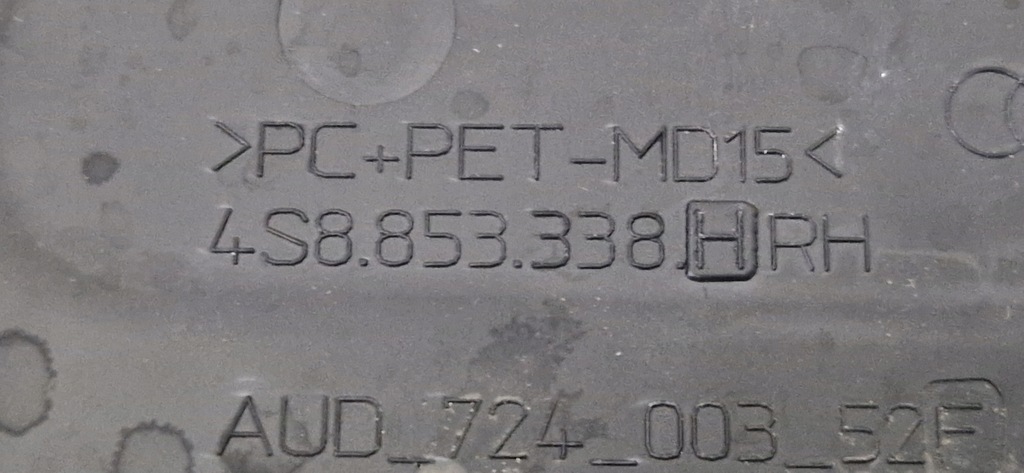 >PC+PET-MD15<
4S8.853.338.H RH
AUD_724_003_52F